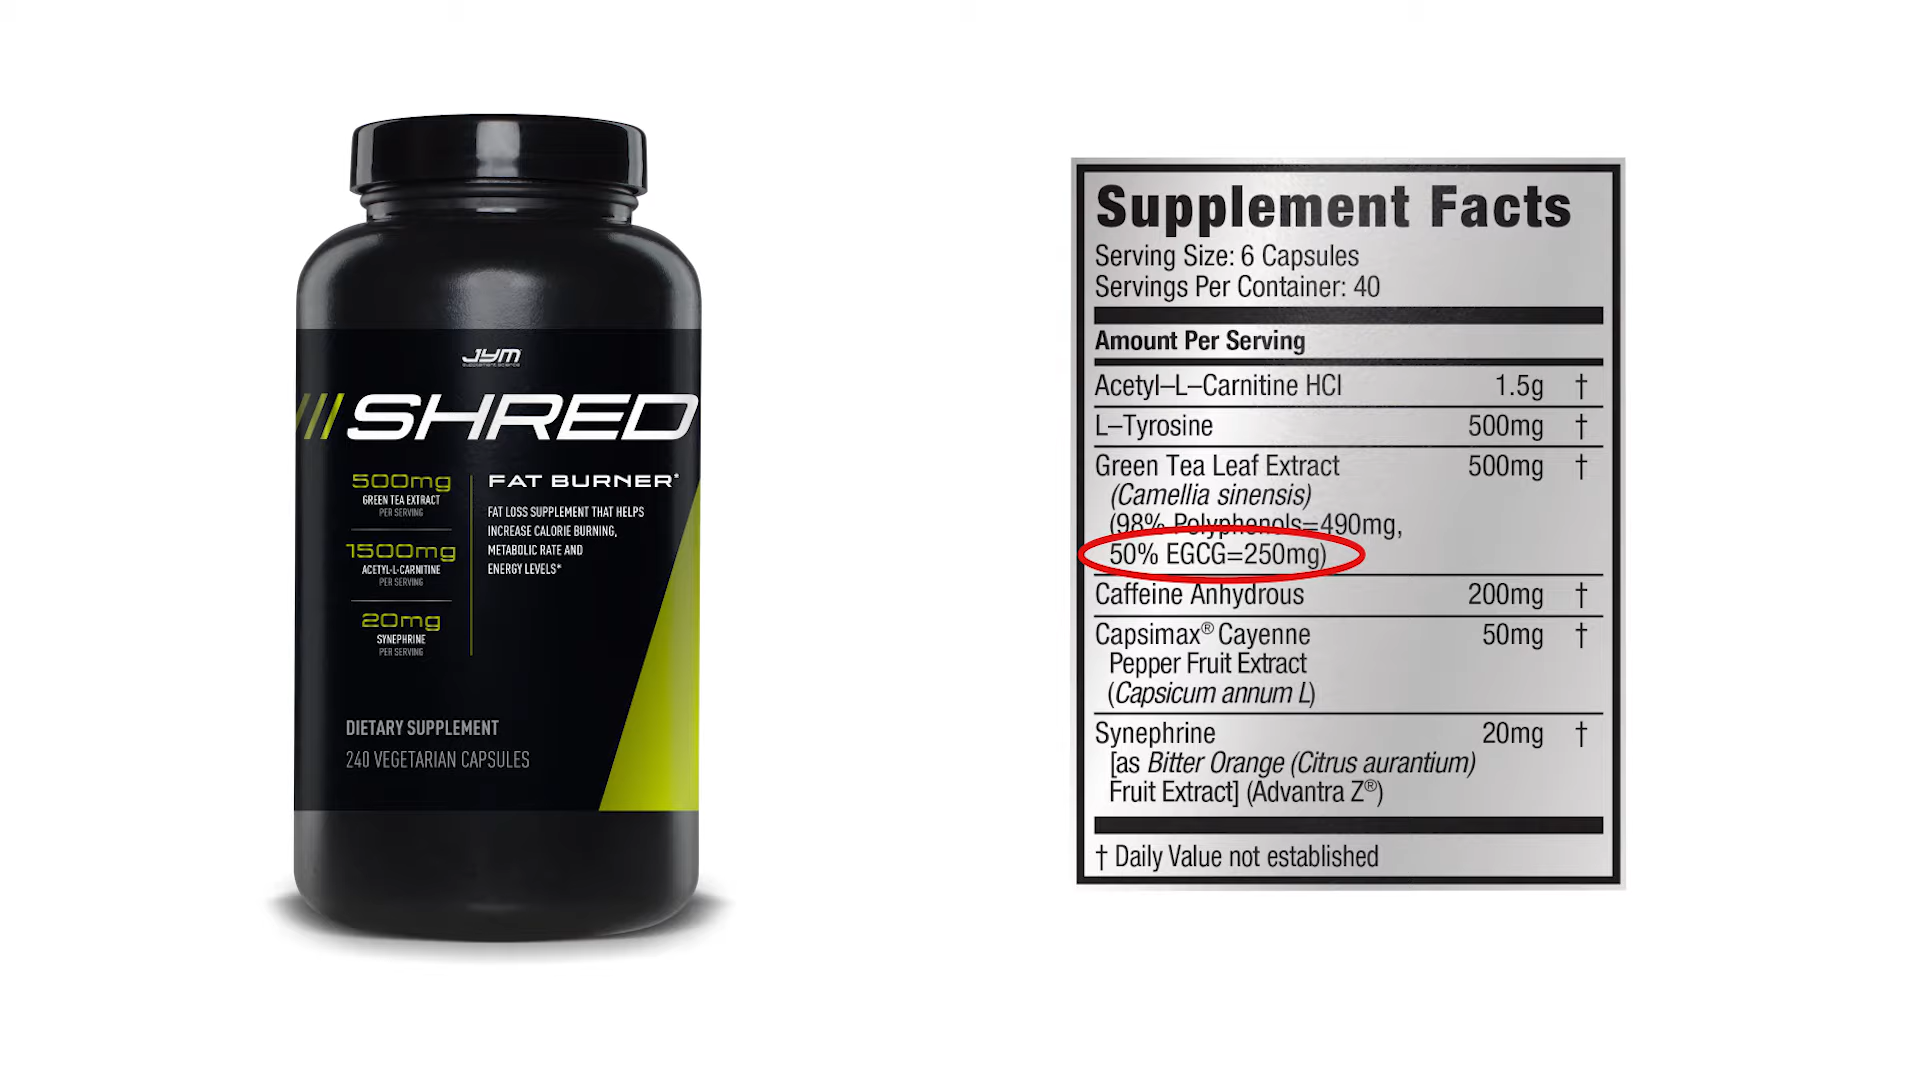 JYM
supplement science
SHRED
500mg
GREEN TEA EXTRACT
PER SERVING
1500mg
ACETYL-L-CARNITINE
PER SERVING
20mg
SYNEPHRINE
PER SERVING
FAT BURNER*
FAT LOSS SUPPLEMENT THAT HELPS
INCREASE CALORIE BURNING,
METABOLIC RATE AND
ENERGY LEVELS*
DIETARY SUPPLEMENT
240 VEGETARIAN CAPSULES
Supplement Facts
Serving Size: 6 Capsules
Servings Per Container: 40
Amount Per Serving
Acetyl–L–Carnitine HCl 1.5g †
L–Tyrosine 500mg †
Green Tea Leaf Extract 500mg †
(Camellia sinensis)
(98% Polyphenols=490mg,
50% EGCG=250mg)
Caffeine Anhydrous 200mg †
Capsimax® Cayenne 50mg †
Pepper Fruit Extract
(Capsicum annum L)
Synephrine 20mg †
[as Bitter Orange (Citrus aurantium)
Fruit Extract] (Advantra Z®)
† Daily Value not established